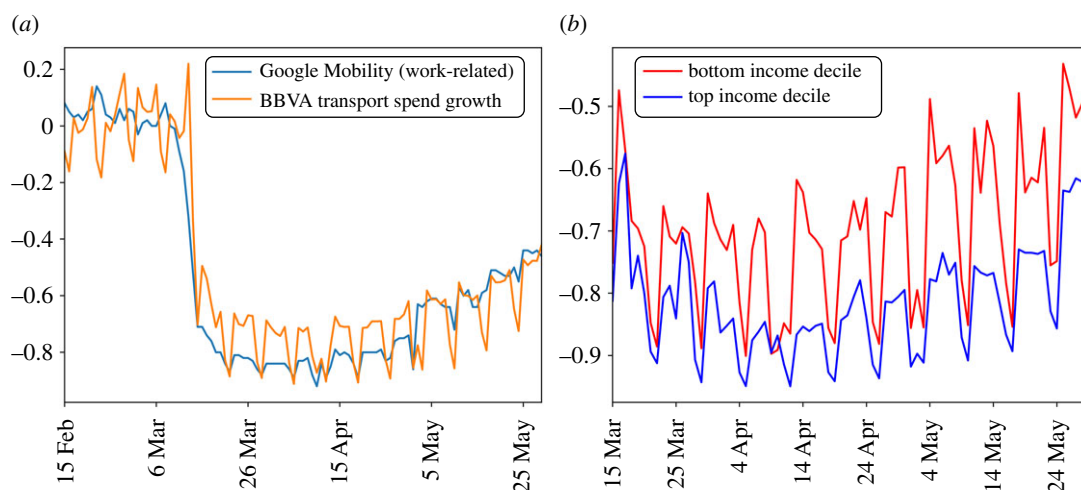 (a)
0.2
0
–0.2
–0.4
–0.6
–0.8
Google Mobility (work-related)
BBVA transport spend growth
15 Feb
6 Mar
26 Mar
15 Apr
5 May
25 May
(b)
–0.5
–0.6
–0.7
–0.8
–0.9
bottom income decile
top income decile
15 Mar
25 Mar
4 Apr
14 Apr
24 Apr
4 May
14 May
24 May